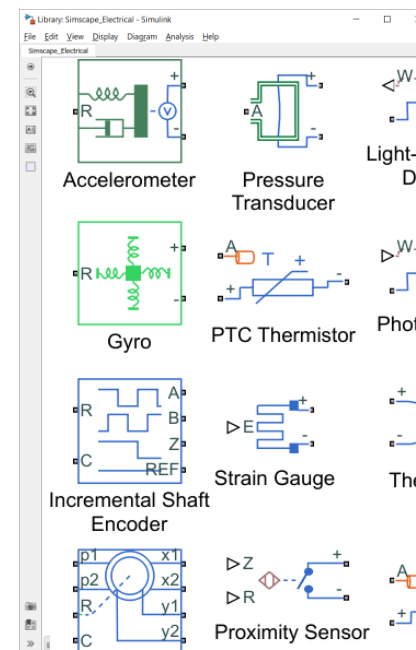 Library: Simscape_Electrical - Simulink
File Edit View Display Diagram Analysis Help
Simscape_Electrical
R + -
Accelerometer
A + -
Pressure
Transducer
W
Light-
D
R + -
Gyro
A T + + -
PTC Thermistor
W
Phot
R C A B Z REF
Incremental Shaft
Encoder
E + -
Strain Gauge
+ -
The
p1 x1
p2 x2
R y1
y2
C
Z R + -
Proximity Sensor
A +